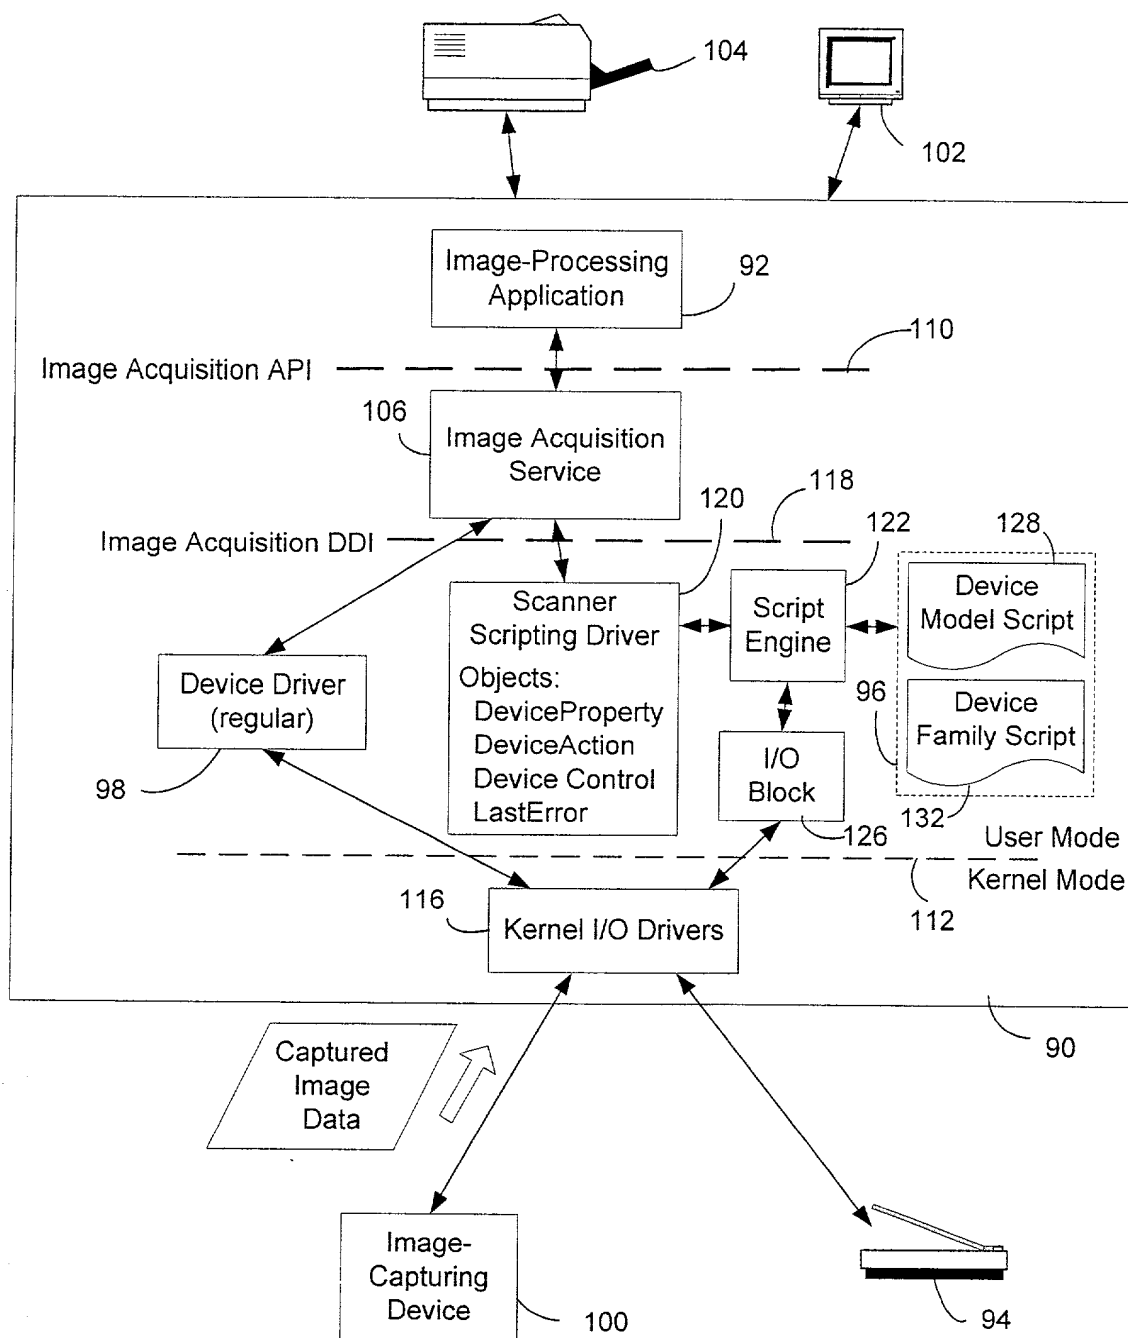 104
102
Image-Processing
Application
92
110
Image Acquisition API
106
Image Acquisition
Service
118
120
122
128
Image Acquisition DDI
Scanner
Scripting Driver
Objects:
DeviceProperty
DeviceAction
Device Control
LastError
Script
Engine
Device
Model Script
Device Driver
(regular)
96
Device
Family Script
98
I/O
Block
126
132
User Mode
Kernel Mode
112
116
Kernel I/O Drivers
90
Captured
Image
Data
Image-
Capturing
Device
100
94